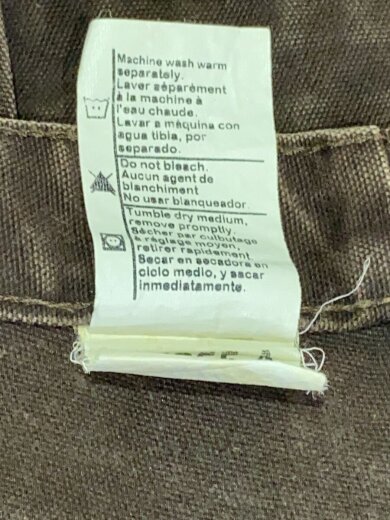 Machine wash warm
separately.
Laver séparément
à la machine à
l'eau chaude.
Lavar a máquina con
agua tibia, por
separado.
Do not bleach.
Aucun agent de
blanchiment
No usar blanqueador.
Tumble dry medium,
remove promptly.
Sécher par culbutage
à réglage moyen,
retirer rapidement.
Secar en secadora en
ciclo medio, y sacar
inmediatamente.